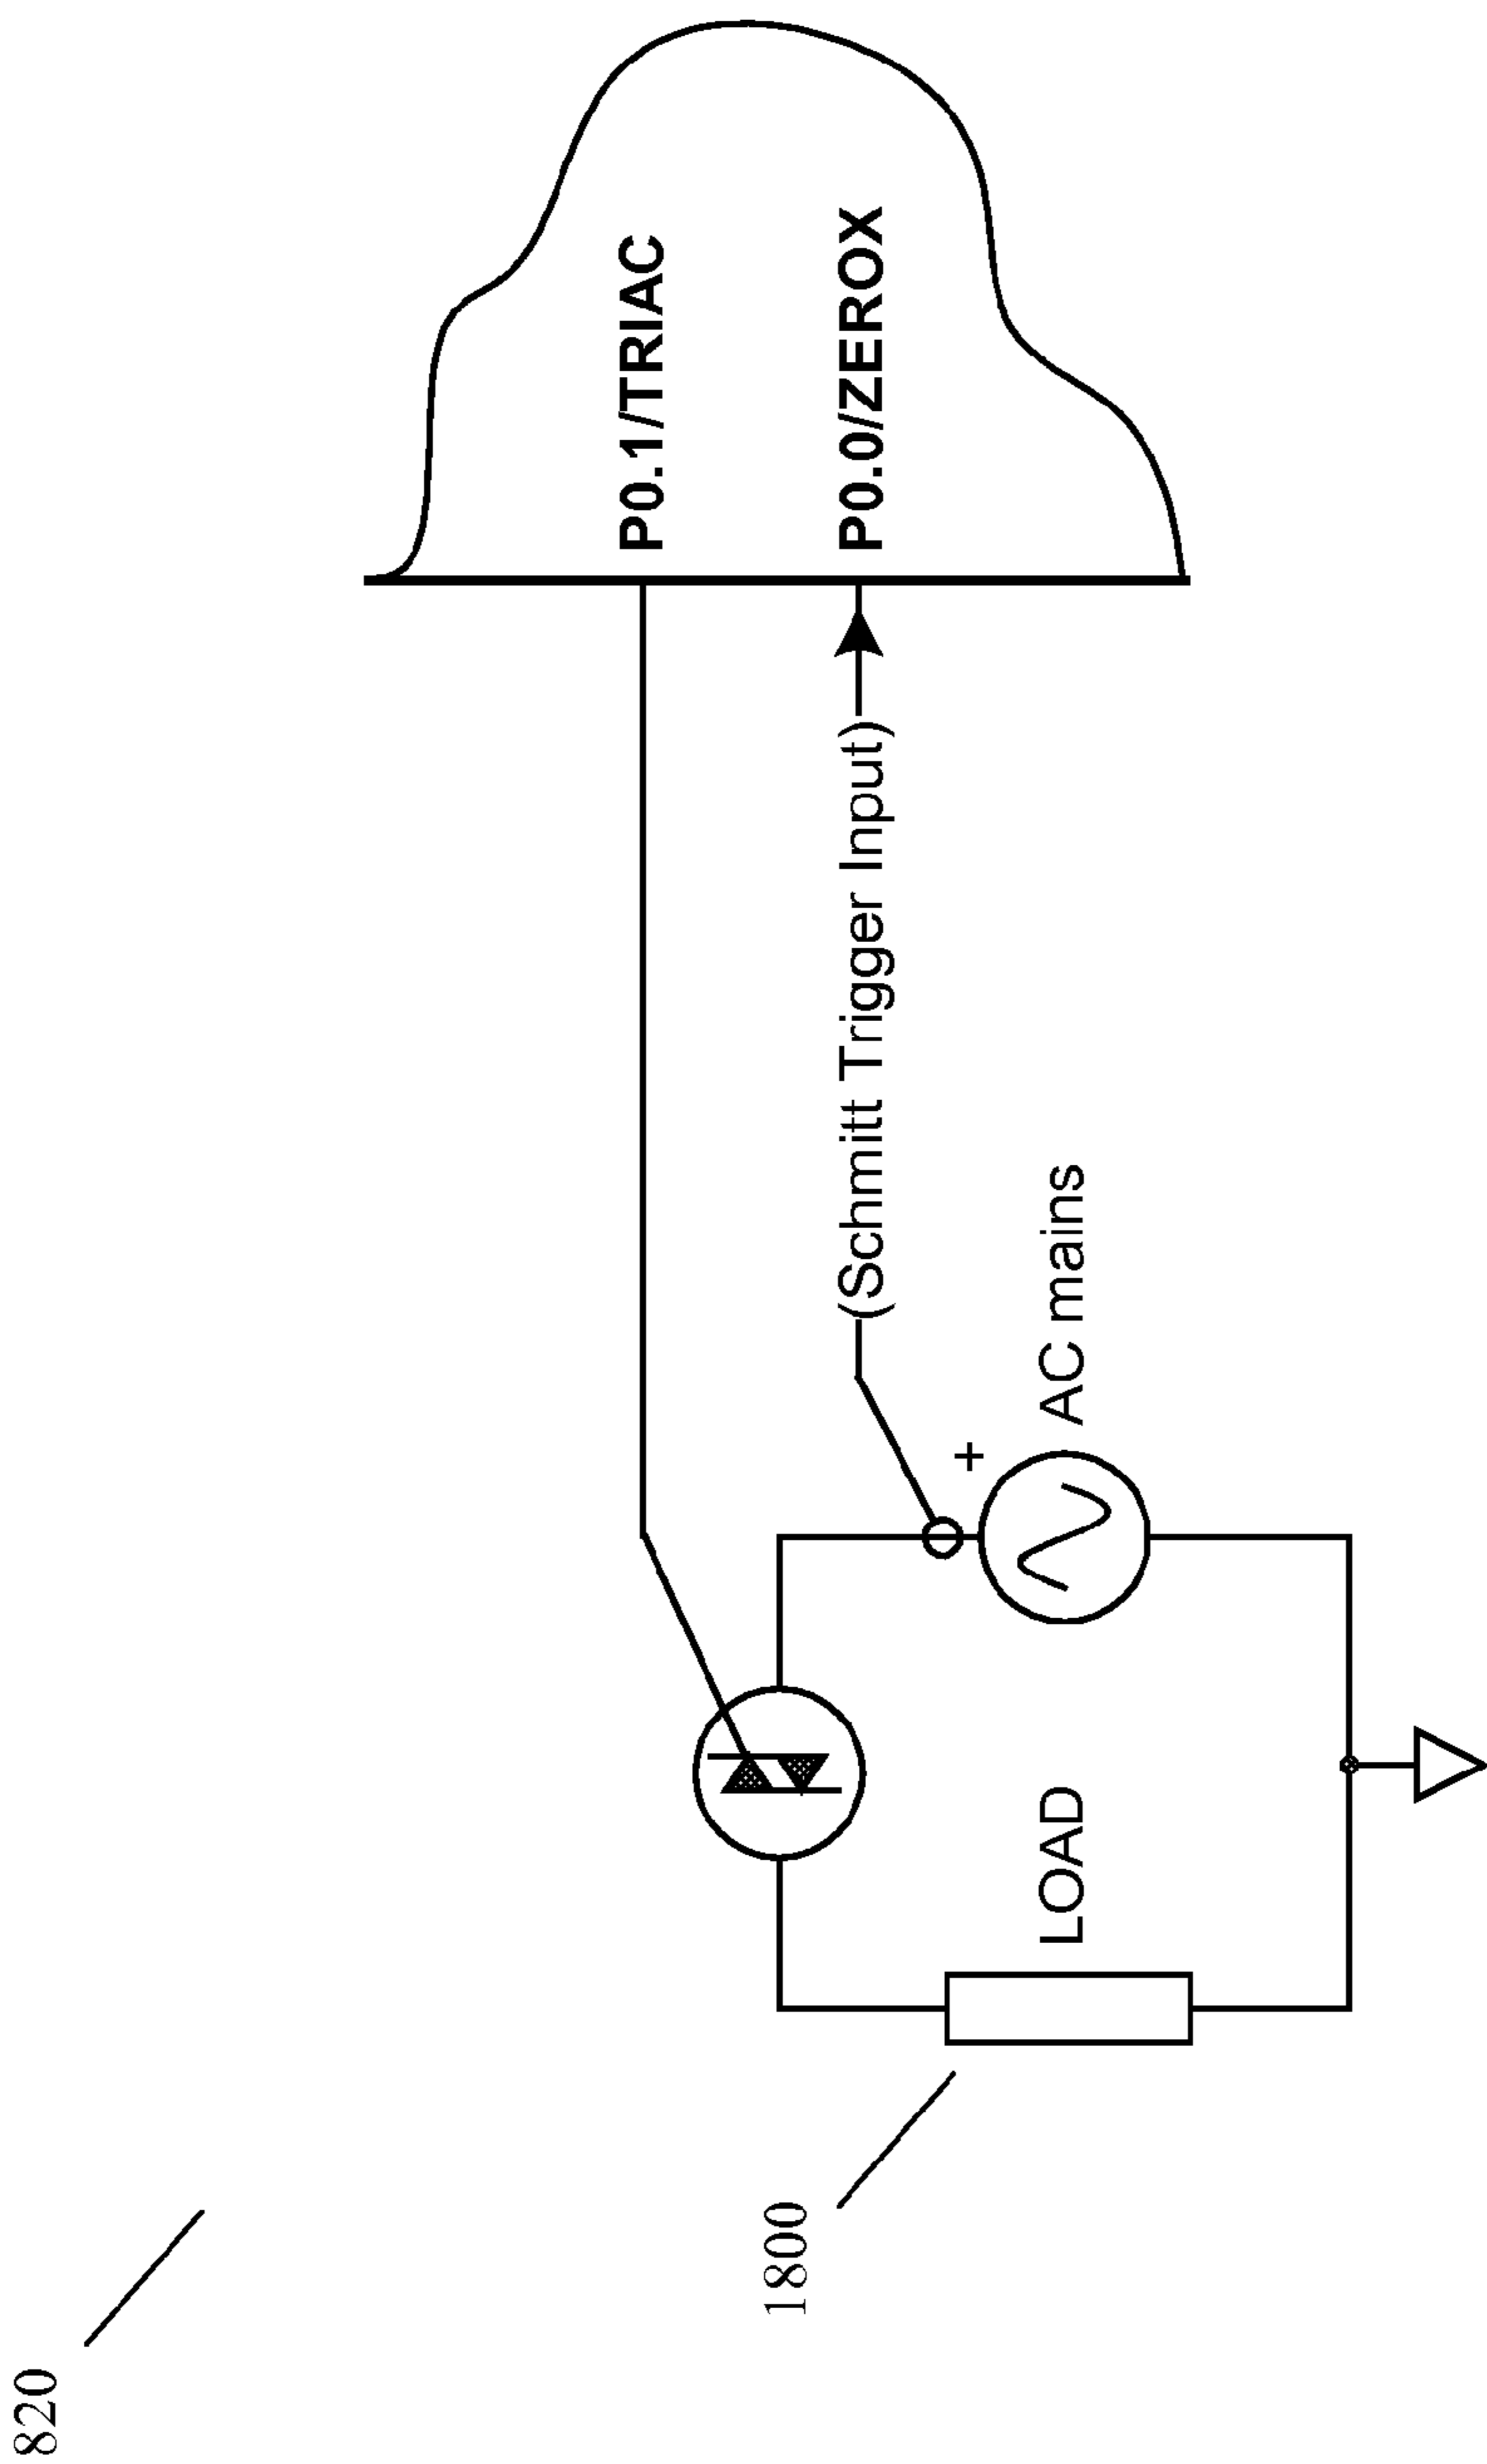 820
1800
LOAD
AC mains
+
(Schmitt Trigger Input)
P0.1/TRIAC
P0.0/ZEROX